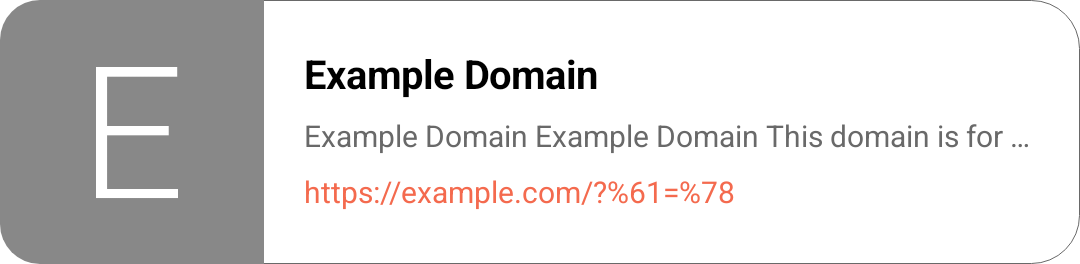 E
Example Domain
Example Domain Example Domain This domain is for ...
https://example.com/?%61=%78